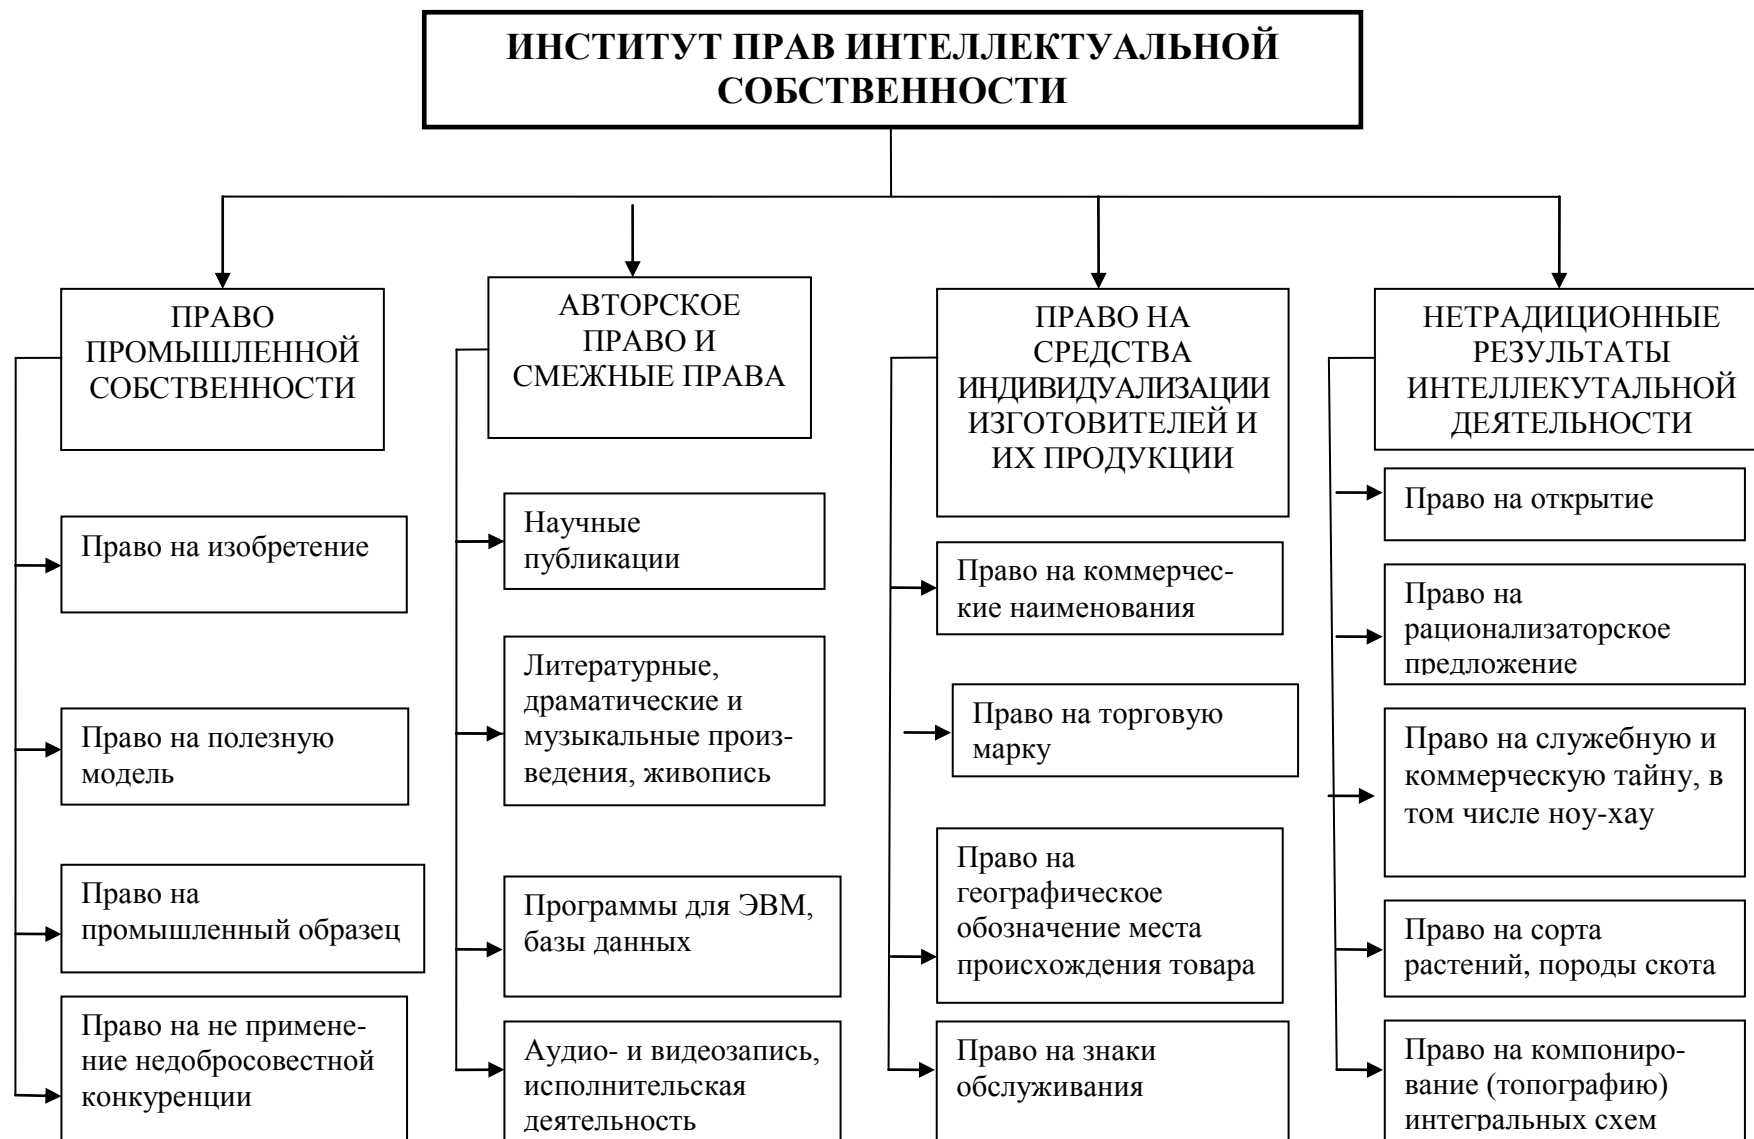 ИНСТИТУТ ПРАВ ИНТЕЛЛЕКТУАЛЬНОЙ
СОБСТВЕННОСТИ
ПРАВО
ПРОМЫШЛЕННОЙ
СОБСТВЕННОСТИ
Право на изобретение
Право на полезную
модель
Право на
промышленный образец
Право на не примене-
ние недобросовестной
конкуренции
АВТОРСКОЕ
ПРАВО И
СМЕЖНЫЕ ПРАВА
Научные
публикации
Литературные,
драматические и
музыкальные произ-
ведения, живопись
Программы для ЭВМ,
базы данных
Аудио- и видеозапись,
исполнительская
деятельность
ПРАВО НА
СРЕДСТВА
ИНДИВИДУАЛИЗАЦИИ
ИЗГОТОВИТЕЛЕЙ И
ИХ ПРОДУКЦИИ
Право на коммерчес-
кие наименования
Право на торговую
марку
Право на
географическое
обозначение места
происхождения товара
Право на знаки
обслуживания
НЕТРАДИЦИОННЫЕ
РЕЗУЛЬТАТЫ
ИНТЕЛЛЕКУТАЛЬНОЙ
ДЕЯТЕЛЬНОСТИ
Право на открытие
Право на
рационализаторское
предложение
Право на служебную и
коммерческую тайну, в
том числе ноу-хау
Право на сорта
растений, породы скота
Право на компониро-
вание (топографию)
интегральных схем